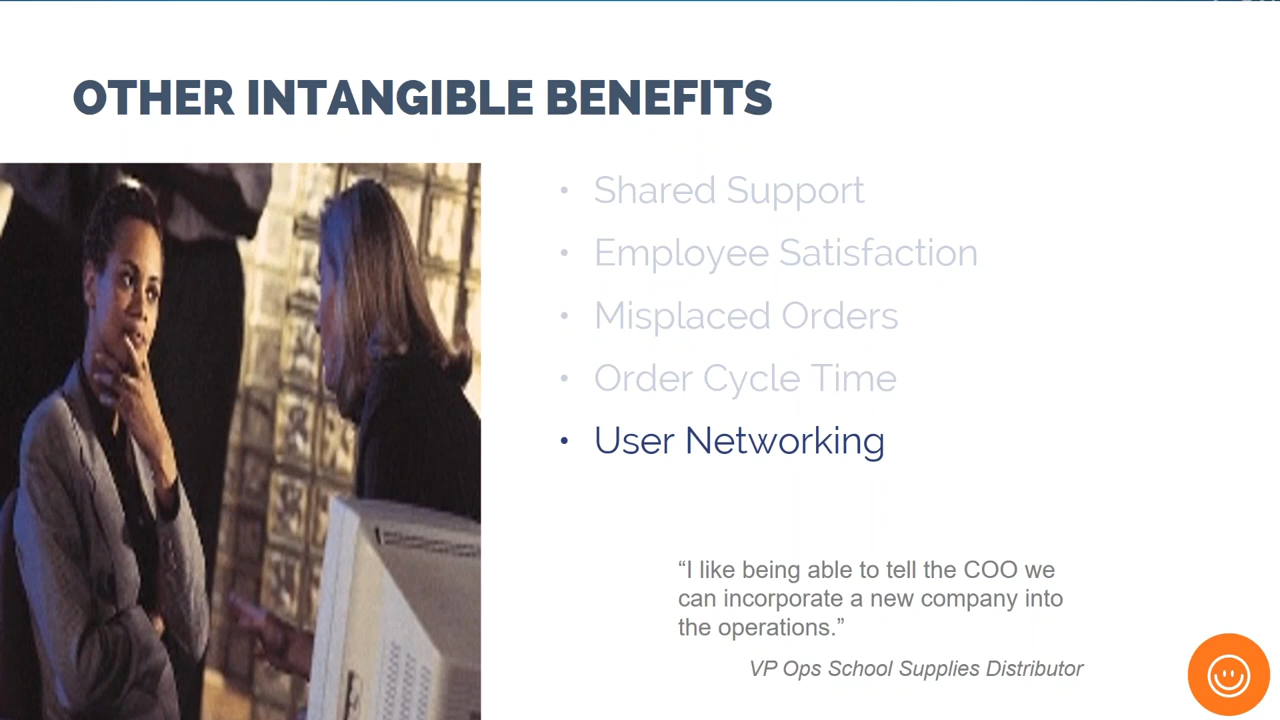 OTHER INTANGIBLE BENEFITS
• Shared Support
• Employee Satisfaction
• Misplaced Orders
• Order Cycle Time
• User Networking
“I like being able to tell the COO we
can incorporate a new company into
the operations.”
VP Ops School Supplies Distributor